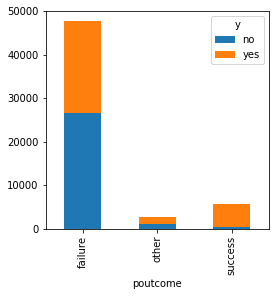 50000
40000
30000
20000
10000
0
y
no
yes
failure
other
success
poutcome